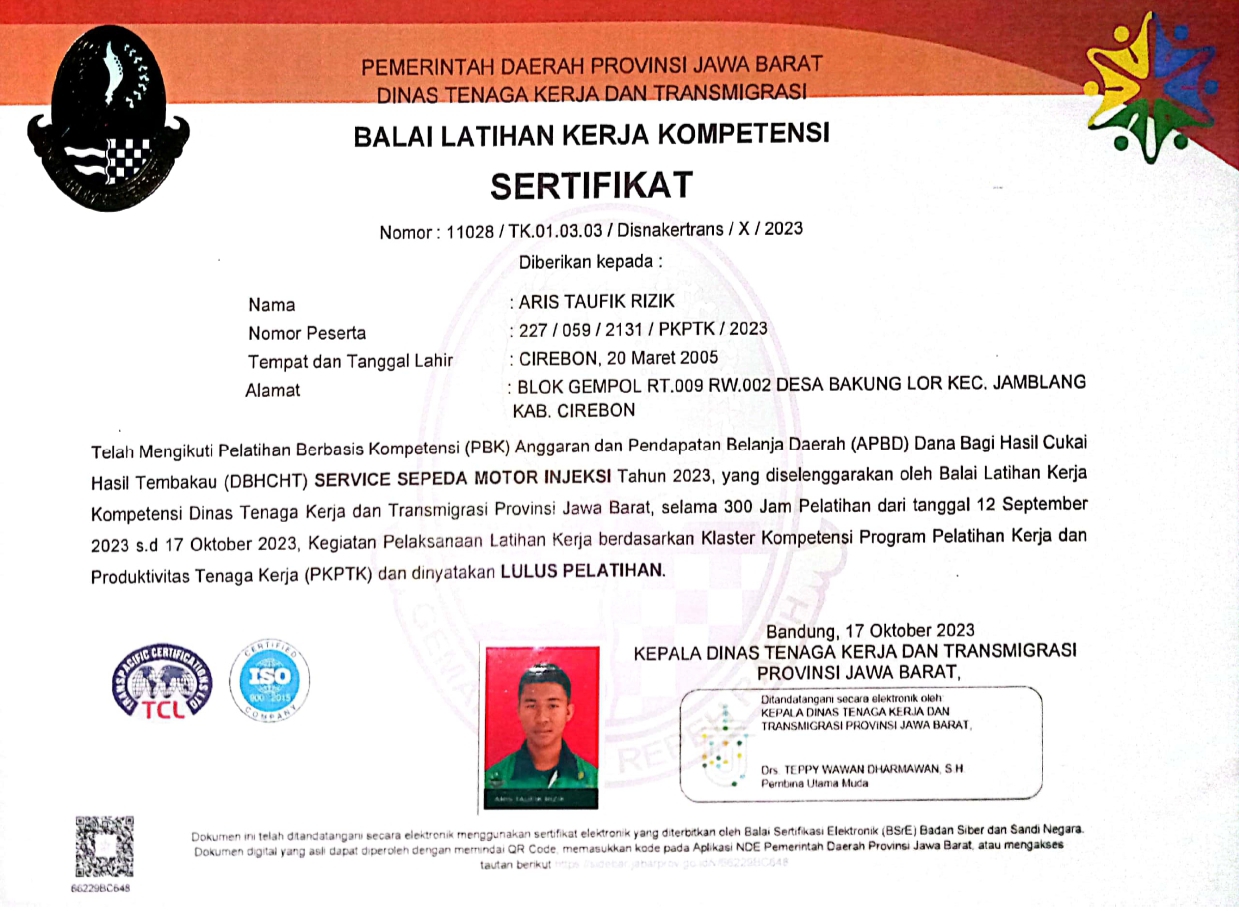 PEMERINTAH DAERAH PROVINSI JAWA BARAT
DINAS TENAGA KERJA DAN TRANSMIGRASI
BALAI LATIHAN KERJA KOMPETENSI
SERTIFIKAT
Nomor : 11028 / TK.01.03.03 / Disnakertrans / X / 2023
Diberikan kepada :
Nama : ARIS TAUFIK RIZIK
Nomor Peserta : 227 / 059 / 2131 / PKPTK / 2023
Tempat dan Tanggal Lahir : CIREBON, 20 Maret 2005
Alamat : BLOK GEMPOL RT.009 RW.002 DESA BAKUNG LOR KEC. JAMBLANG
KAB. CIREBON
Telah Mengikuti Pelatihan Berbasis Kompetensi (PBK) Anggaran dan Pendapatan Belanja Daerah (APBD) Dana Bagi Hasil Cukai
Hasil Tembakau (DBHCHT) SERVICE SEPEDA MOTOR INJEKSI Tahun 2023, yang diselenggarakan oleh Balai Latihan Kerja
Kompetensi Dinas Tenaga Kerja dan Transmigrasi Provinsi Jawa Barat, selama 300 Jam Pelatihan dari tanggal 12 September
2023 s.d 17 Oktober 2023, Kegiatan Pelaksanaan Latihan Kerja berdasarkan Klaster Kompetensi Program Pelatihan Kerja dan
Produktivitas Tenaga Kerja (PKPTK) dan dinyatakan LULUS PELATIHAN.
Bandung, 17 Oktober 2023
KEPALA DINAS TENAGA KERJA DAN TRANSMIGRASI
PROVINSI JAWA BARAT,
Ditandatangani secara elektronik oleh:
KEPALA DINAS TENAGA KERJA DAN
TRANSMIGRASI PROVINSI JAWA BARAT,
Drs. TEPPY WAWAN DHARMAWAN, S H
Pembina Utama Muda
TRANSPACIFIC CERTIFICATIONS
TCL
CERTIFIED
ISO
COMPANY
ARIS TAUFIK RIZIK
Dokumen ini telah ditandatangani secara elektronik menggunakan sertifikat elektronik yang diterbitkan oleh Balai Sertifikasi Elektronik (BSrE) Badan Siber dan Sandi Negara.
Dokumen digital yang asli dapat diperoleh dengan memindai QR Code, memasukkan kode pada Aplikasi NDE Pemerintah Daerah Provinsi Jawa Barat, atau mengakses
tautan berikut
66229BC648